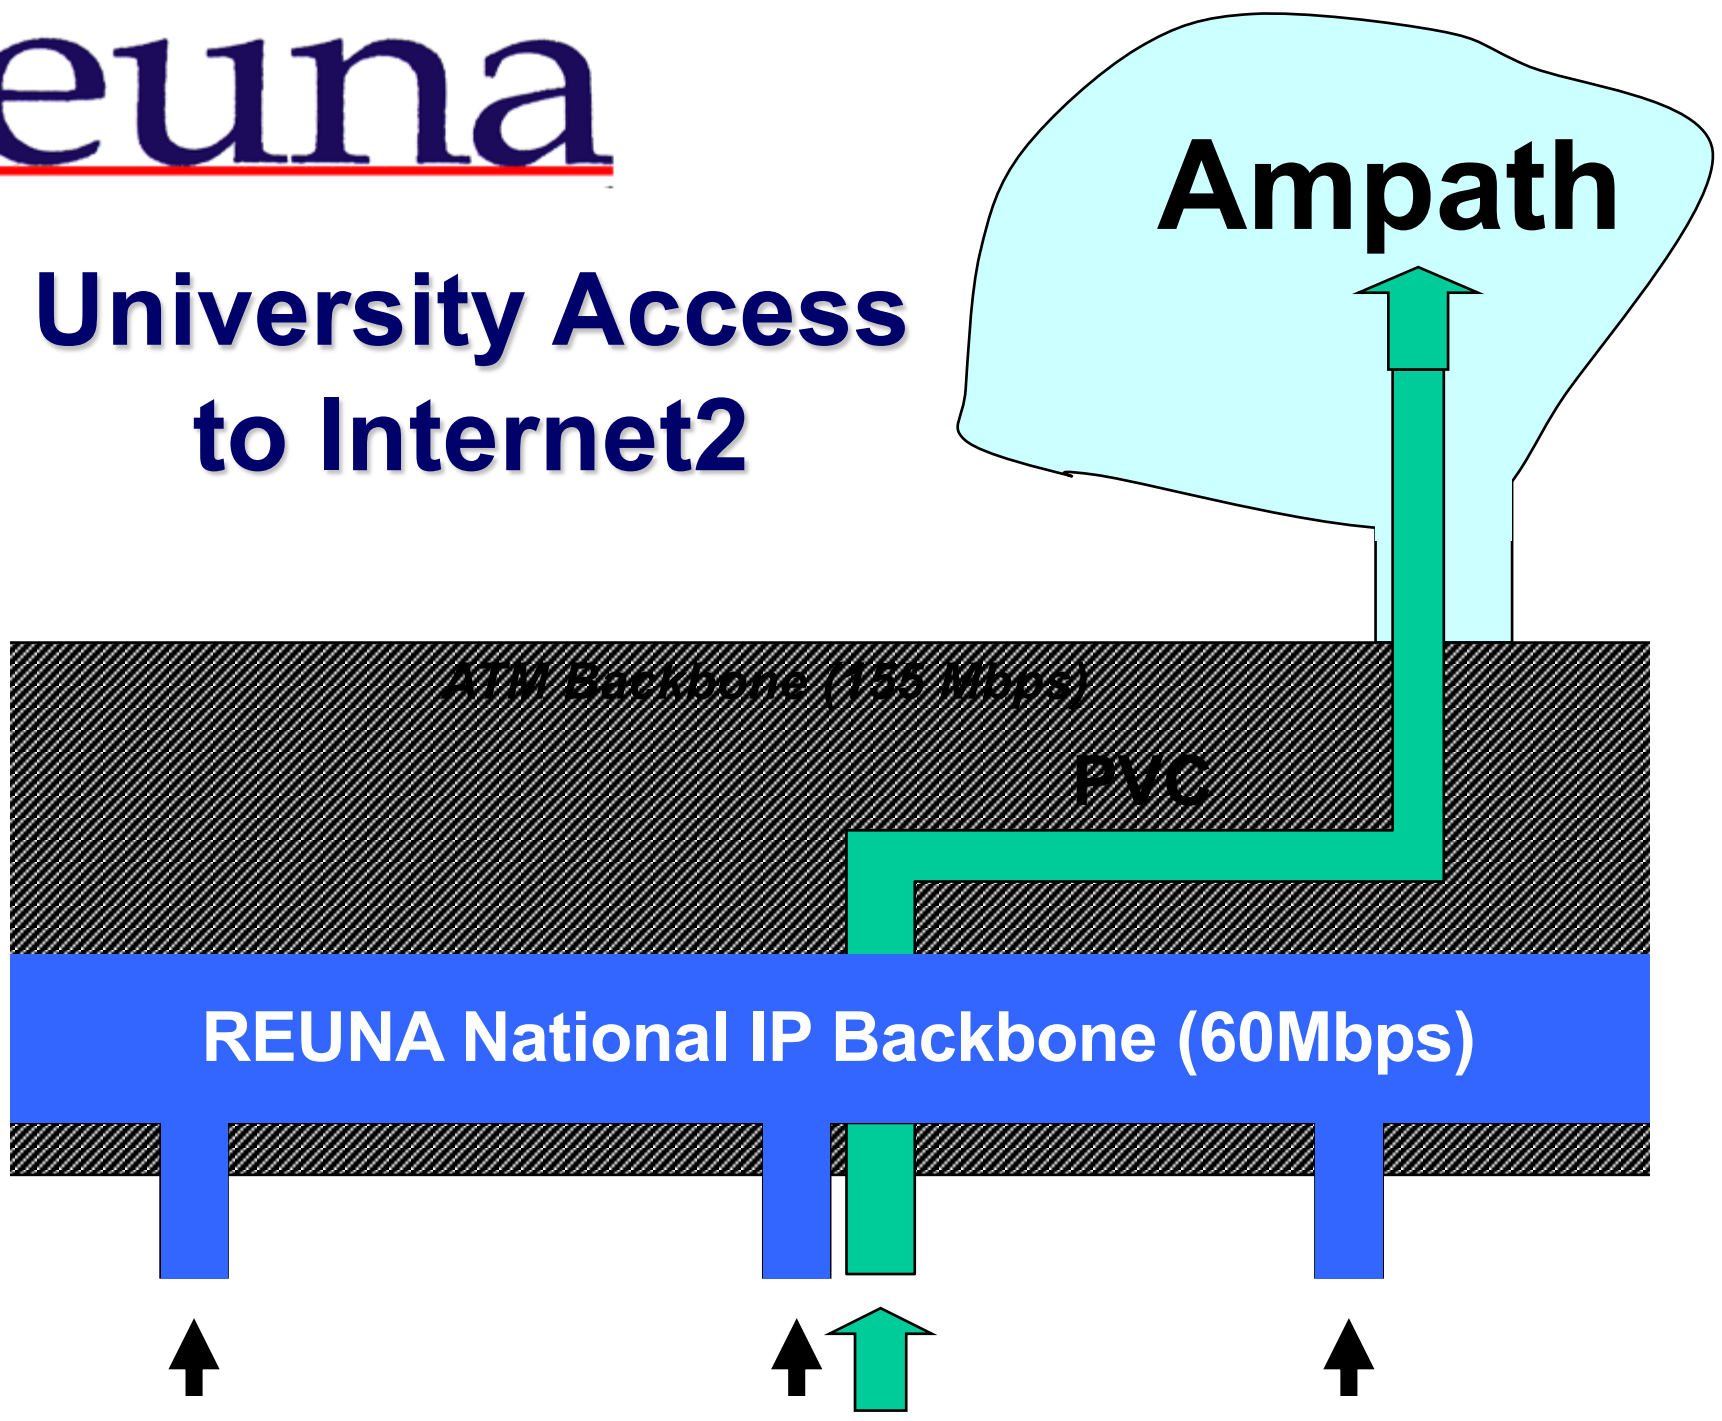 euna
University Access
to Internet2
Ampath
ATM Backbone (155 Mbps)
PVC
REUNA National IP Backbone (60Mbps)